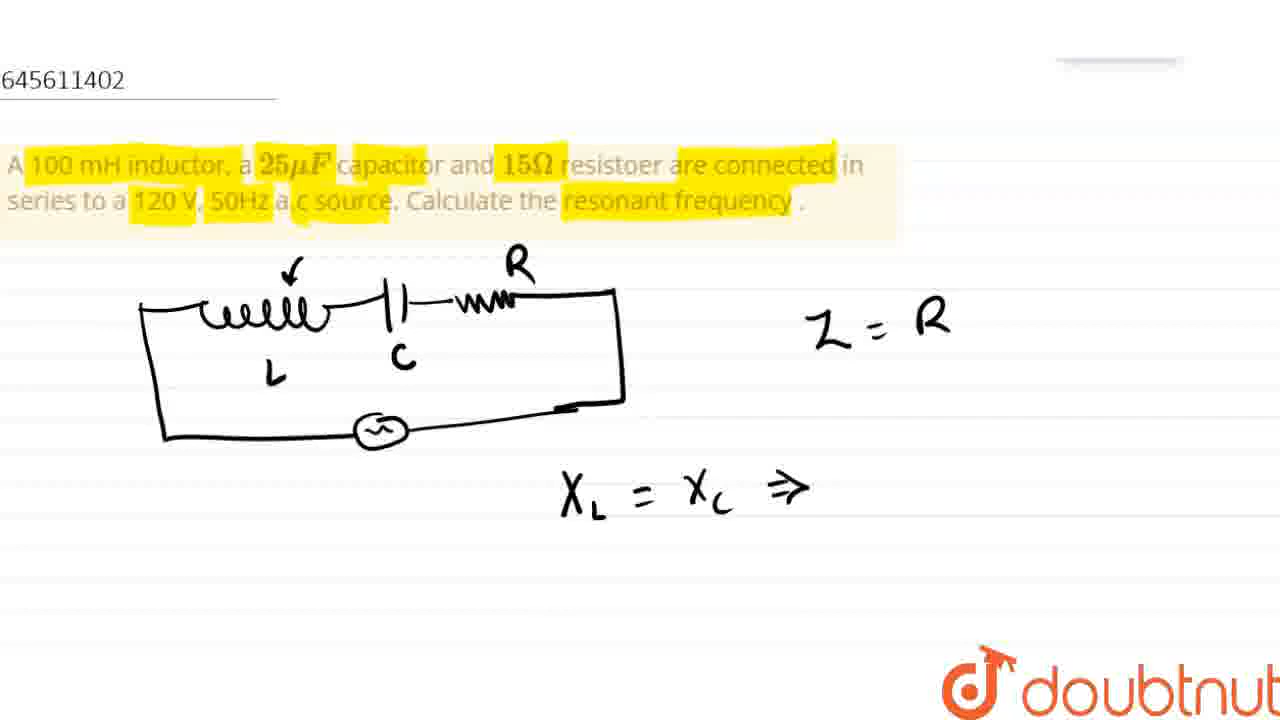 645611402
A 100 mH inductor, a 25μF capacitor and 15Ω resistoer are connected in
series to a 120 V, 50Hz a.c source. Calculate the resonant frequency .
R
L
C
Z = R
X_L = X_C ⇒
doubtnut